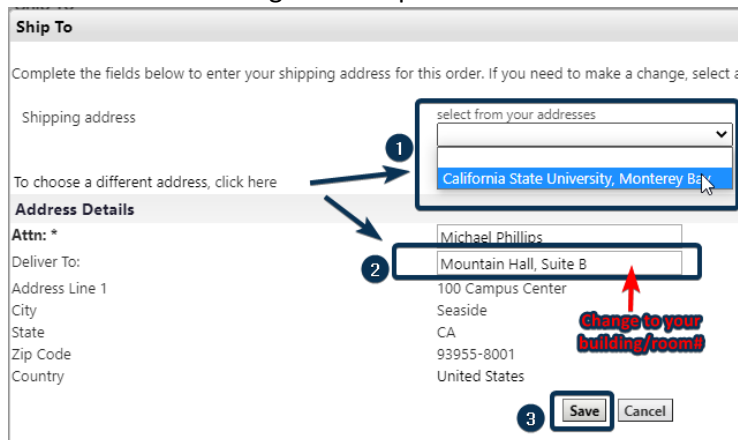 Ship To
Complete the fields below to enter your shipping address for this order. If you need to make a change, select a
Shipping address
select from your addresses
1
California State University, Monterey Bay
To choose a different address, click here
Address Details
Attn: * Michael Phillips
2
Deliver To: Mountain Hall, Suite B
Address Line 1 100 Campus Center
City Seaside
State CA
Zip Code 93955-8001
Country United States
Change to your
building/room#
3
Save Cancel